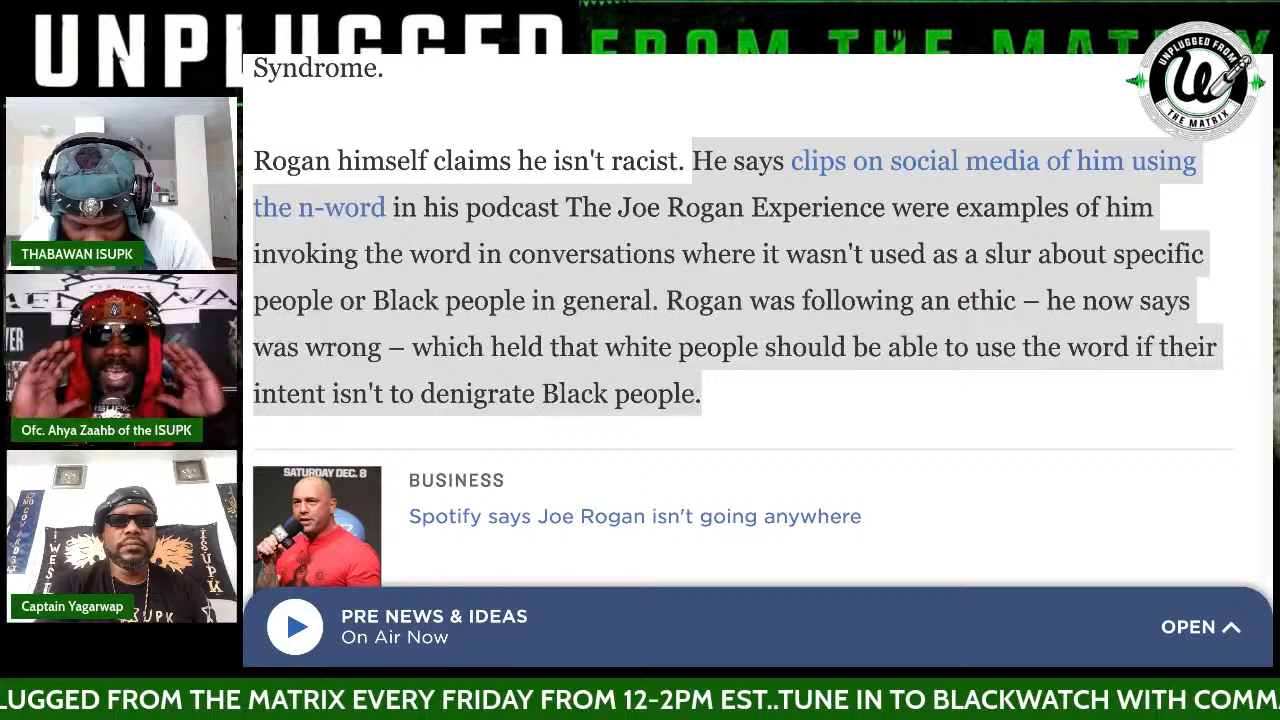 UNPLUGGED FROM THE MATRIX
UNPLUGGED FROM
THE MATRIX
Syndrome.
Rogan himself claims he isn't racist. He says clips on social media of him using
the n-word in his podcast The Joe Rogan Experience were examples of him
invoking the word in conversations where it wasn't used as a slur about specific
people or Black people in general. Rogan was following an ethic – he now says
was wrong – which held that white people should be able to use the word if their
intent isn't to denigrate Black people.
THABAWAN ISUPK
ISUPK
Ofc. Ahya Zaahb of the ISUPK
ISUPK
Captain Yagarwap
SATURDAY DEC. 8
BUSINESS
Spotify says Joe Rogan isn't going anywhere
PRE NEWS & IDEAS
On Air Now
OPEN
LUGGED FROM THE MATRIX EVERY FRIDAY FROM 12-2PM EST..TUNE IN TO BLACKWATCH WITH COMM